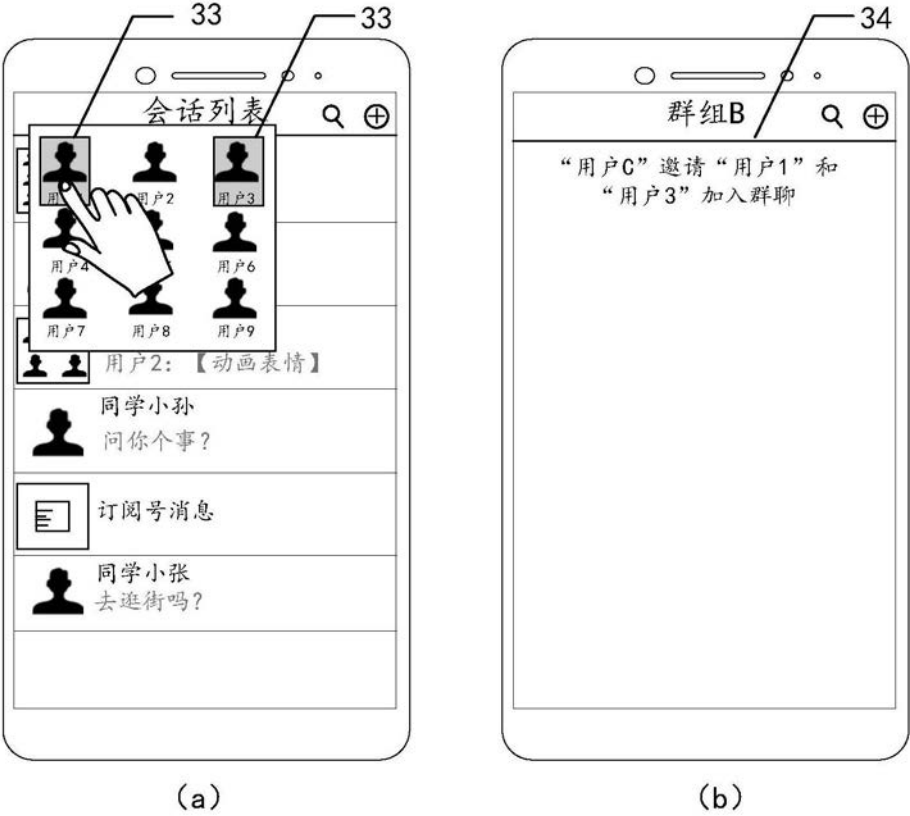 33
33
会话列表
用户2
用户3
用户4
用户6
用户7
用户8
用户9
用户2：【动画表情】
同学小孙
问你个事？
订阅号消息
同学小张
去逛街吗？
(a)
34
群组B
“用户C”邀请“用户1”和
“用户3”加入群聊
(b)